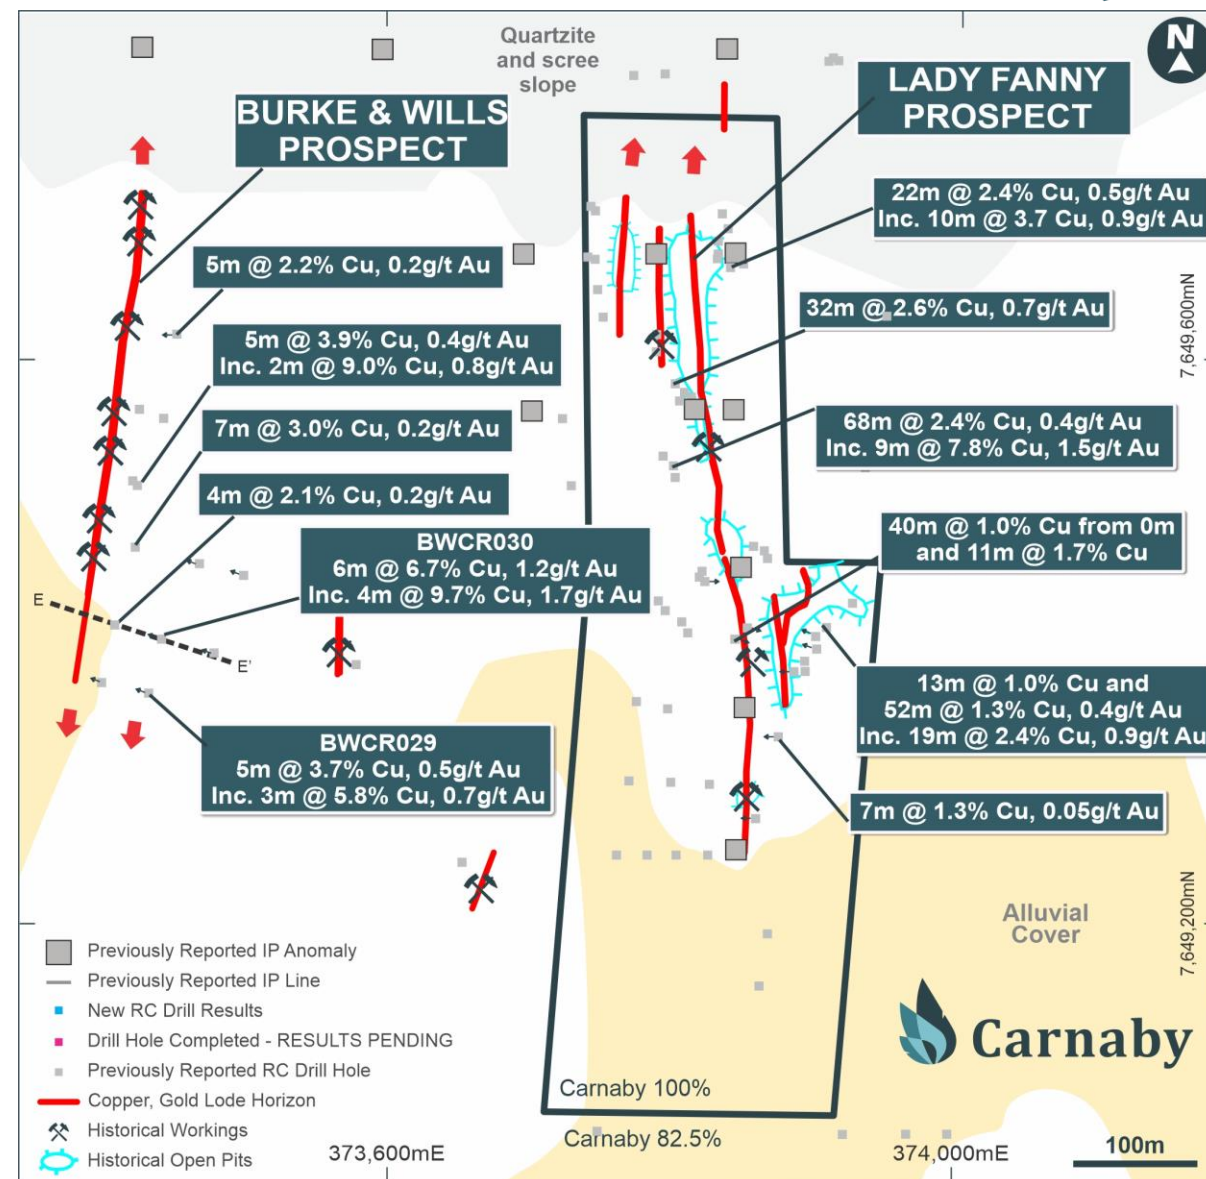 Quartzite
and scree
slope
N
BURKE & WILLS
PROSPECT
LADY FANNY
PROSPECT
22m @ 2.4% Cu, 0.5g/t Au
Inc. 10m @ 3.7 Cu, 0.9g/t Au
5m @ 2.2% Cu, 0.2g/t Au
32m @ 2.6% Cu, 0.7g/t Au
7,649,600mN
5m @ 3.9% Cu, 0.4g/t Au
Inc. 2m @ 9.0% Cu, 0.8g/t Au
7m @ 3.0% Cu, 0.2g/t Au
68m @ 2.4% Cu, 0.4g/t Au
Inc. 9m @ 7.8% Cu, 1.5g/t Au
4m @ 2.1% Cu, 0.2g/t Au
40m @ 1.0% Cu from 0m
and 11m @ 1.7% Cu
BWCR030
6m @ 6.7% Cu, 1.2g/t Au
Inc. 4m @ 9.7% Cu, 1.7g/t Au
E
E'
13m @ 1.0% Cu and
52m @ 1.3% Cu, 0.4g/t Au
Inc. 19m @ 2.4% Cu, 0.9g/t Au
BWCR029
5m @ 3.7% Cu, 0.5g/t Au
Inc. 3m @ 5.8% Cu, 0.7g/t Au
7m @ 1.3% Cu, 0.05g/t Au
Alluvial
Cover
7,649,200mN
Previously Reported IP Anomaly
Previously Reported IP Line
New RC Drill Results
Drill Hole Completed - RESULTS PENDING
Previously Reported RC Drill Hole
Copper, Gold Lode Horizon
Historical Workings
Historical Open Pits
Carnaby
Carnaby 100%
Carnaby 82.5%
373,600mE
374,000mE
100m